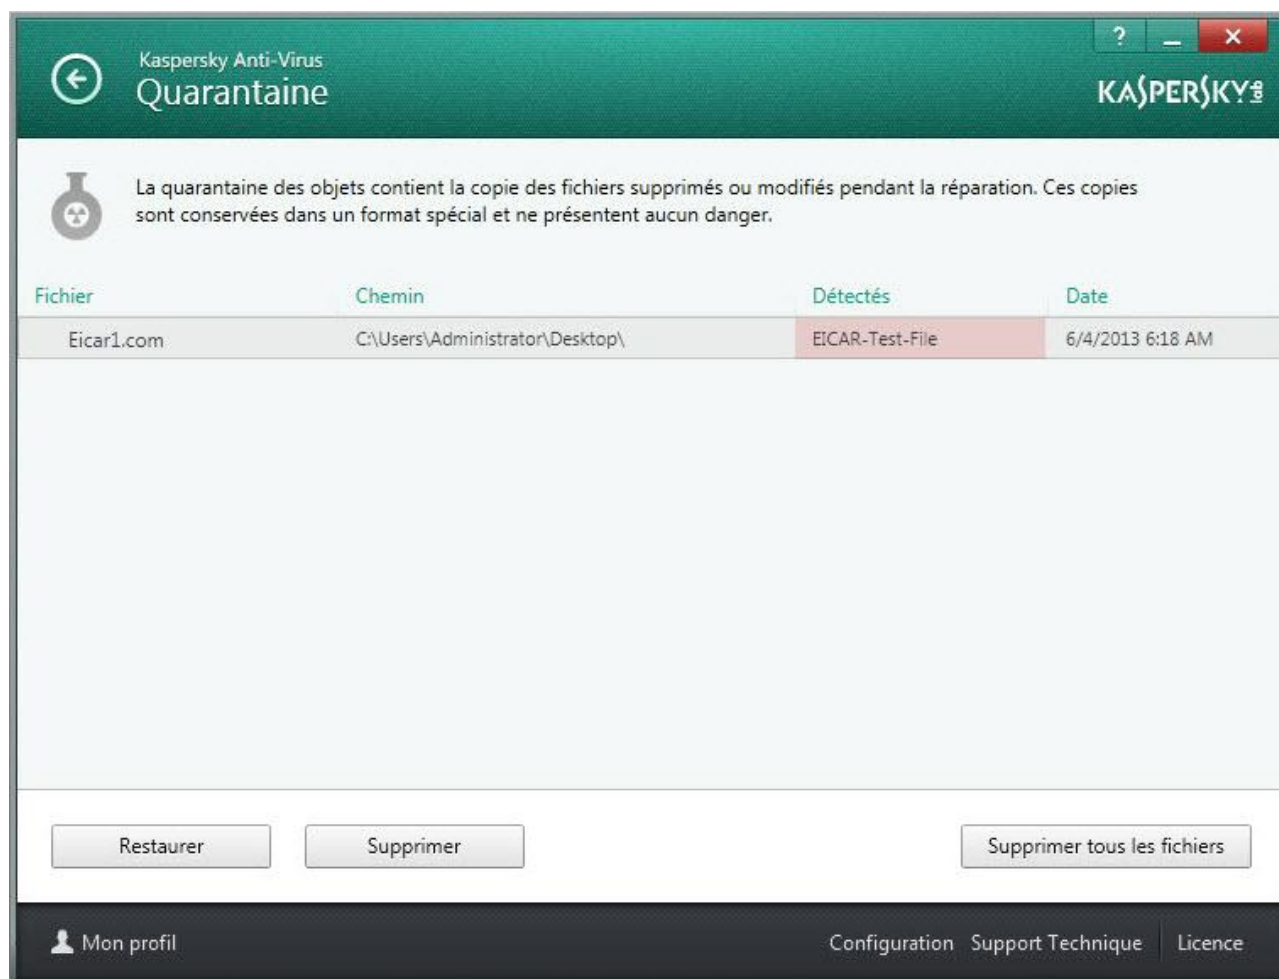 Kaspersky Anti-Virus
Quarantaine
?
KASPERSKY lab
La quarantaine des objets contient la copie des fichiers supprimés ou modifiés pendant la réparation. Ces copies
sont conservées dans un format spécial et ne présentent aucun danger.
Fichier Chemin Détectés Date
Eicar1.com C:\Users\Administrator\Desktop\ EICAR-Test-File 6/4/2013 6:18 AM
Restaurer Supprimer Supprimer tous les fichiers
Mon profil Configuration Support Technique Licence